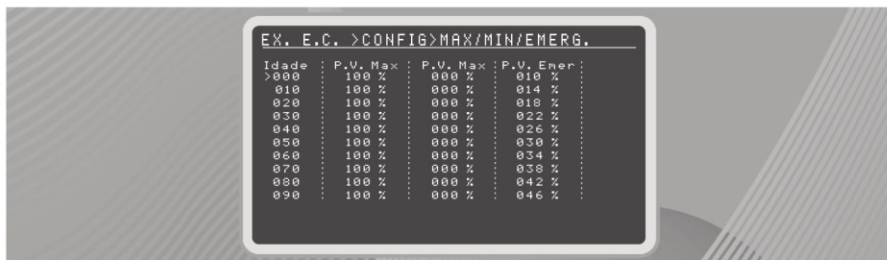 EX. E.C. >CONFIG>MAX/MIN/EMERG.
Idade P.V. Max P.V. Max P.V. Emer
>000 100 % 000 % 010 %
010 100 % 000 % 014 %
020 100 % 000 % 018 %
030 100 % 000 % 022 %
040 100 % 000 % 026 %
050 100 % 000 % 030 %
060 100 % 000 % 034 %
070 100 % 000 % 038 %
080 100 % 000 % 042 %
090 100 % 000 % 046 %